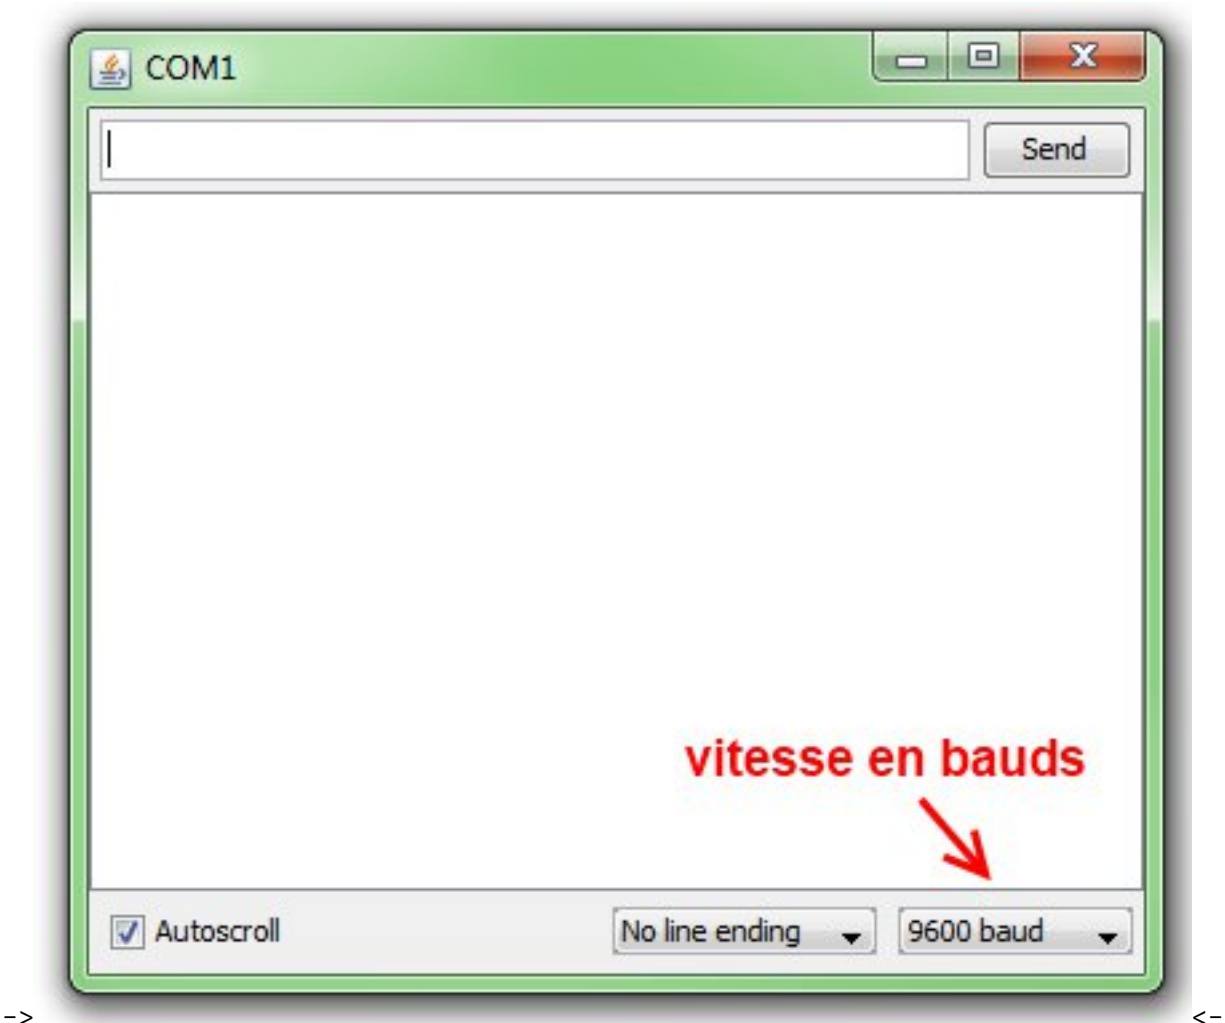 COM1
Send
vitesse en bauds
Autoscroll
No line ending
9600 baud
-> <-